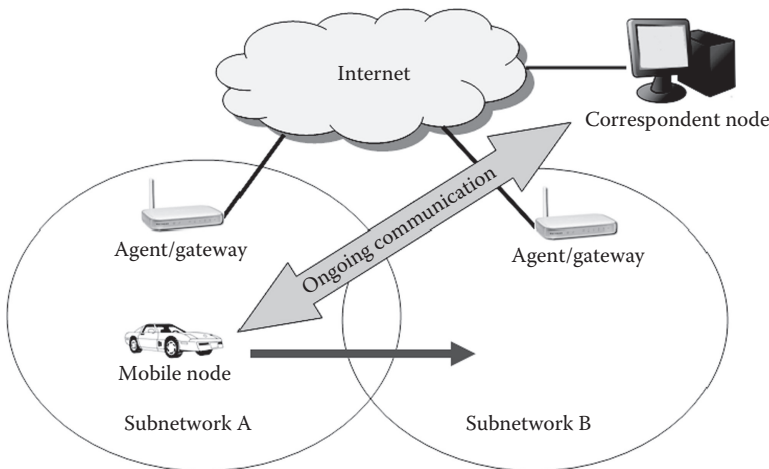 Internet
Correspondent node
Agent/gateway
Ongoing communication
Agent/gateway
Mobile node
Subnetwork A
Subnetwork B